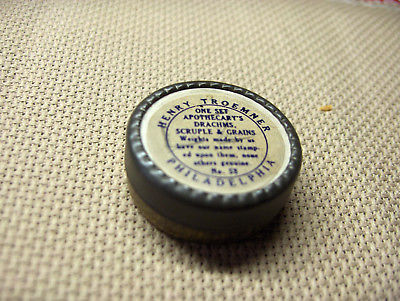 HENRY TROEMNER
ONE SET
APOTHECARY'S
DRACHMS,
SCRUPLE & GRAINS
Weights made by us
have our name stamp-
ed upon them, none
others genuine.
No. 53
PHILADELPHIA